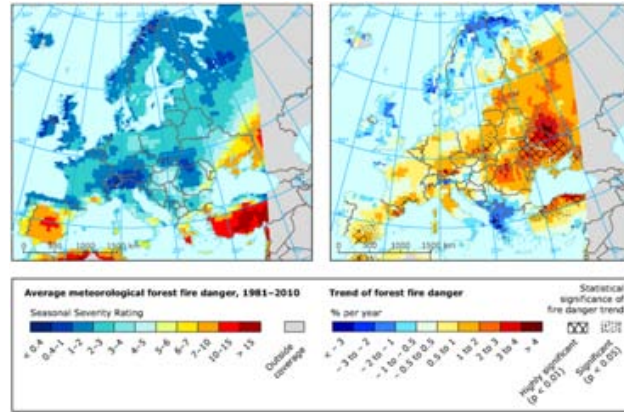 0 500 1000 1500 km
0 500 1000 1500 km
Average meteorological forest fire danger, 1981–2010
Seasonal Severity Rating
< 0.4
0.4–1
1–2
2–3
3–4
4–5
5–6
6–7
7–10
10–15
> 15
Outside
coverage
Trend of forest fire danger
% per year
< – 3
– 3 to – 2
– 2 to – 1
– 1 to – 0.5
– 0.5 to 0.5
0.5 to 1
1 to 2
2 to 3
3 to 4
> 4
Statistical
significance of
fire danger trend
Highly significant
(p < 0.01)
Significant
(p < 0.05)